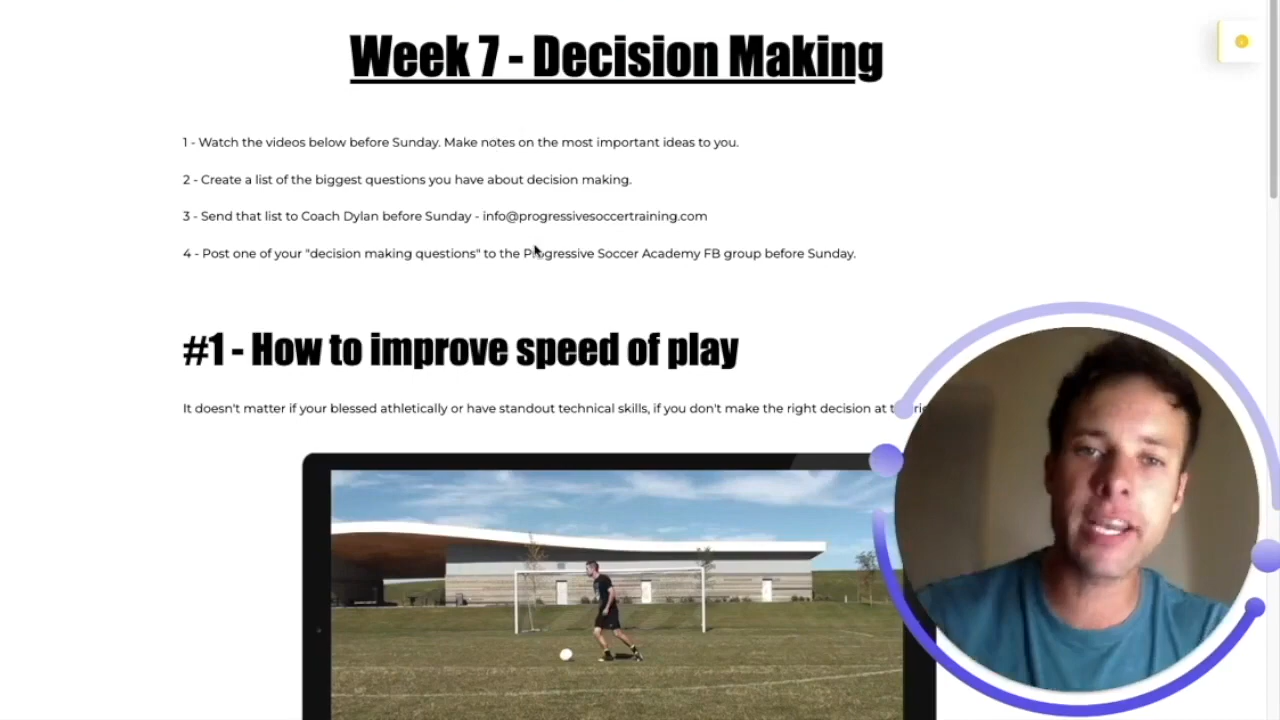 Week 7 - Decision Making
1 - Watch the videos below before Sunday. Make notes on the most important ideas to you.
2 - Create a list of the biggest questions you have about decision making.
3 - Send that list to Coach Dylan before Sunday - info@progressivesoccertraining.com
4 - Post one of your "decision making questions" to the Progressive Soccer Academy FB group before Sunday.
#1 - How to improve speed of play
It doesn't matter if your blessed athletically or have standout technical skills, if you don't make the right decision at